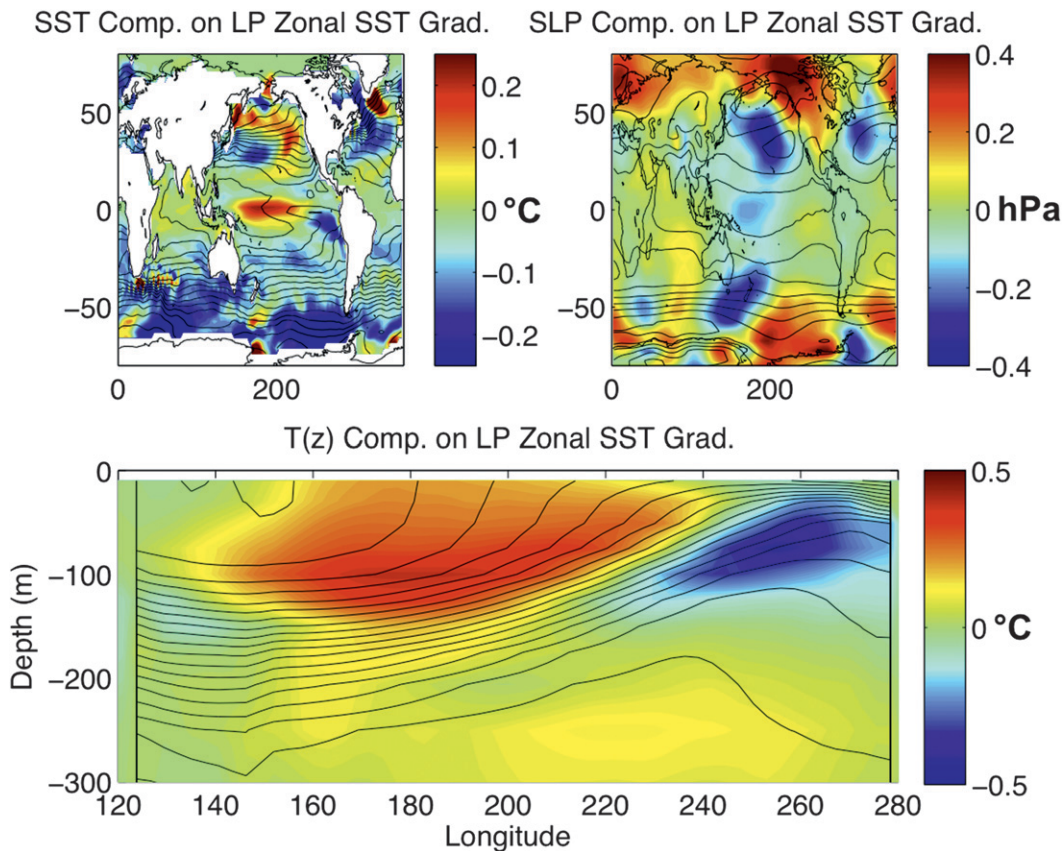 SST Comp. on LP Zonal SST Grad.
50
0
−50
0
200
0.2
0.1
0 °C
−0.1
−0.2
SLP Comp. on LP Zonal SST Grad.
50
0
−50
0
200
0.4
0.2
0 hPa
−0.2
−0.4
T(z) Comp. on LP Zonal SST Grad.
Depth (m)
0
−100
−200
−300
120 140 160 180 200 220 240 260 280
Longitude
0.5
0 °C
−0.5